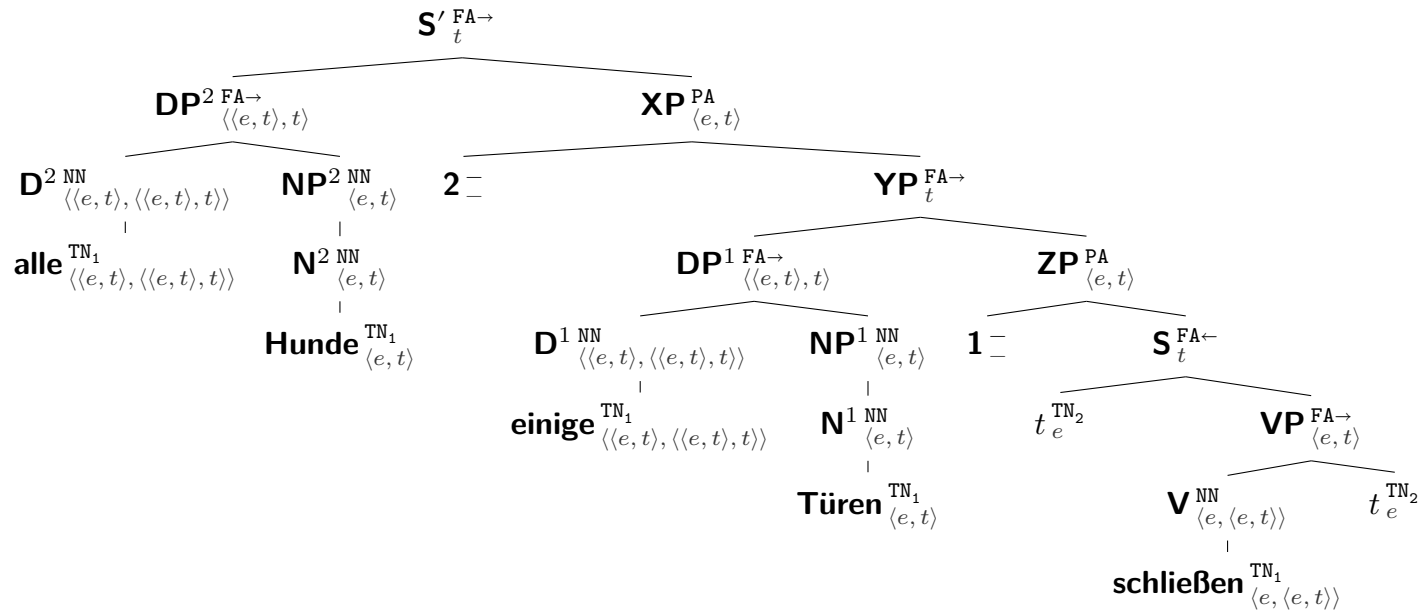 S′ FA→ t
DP² FA→ ⟨⟨e, t⟩, t⟩ XP PA ⟨e, t⟩
D² NN ⟨⟨e, t⟩, ⟨⟨e, t⟩, t⟩⟩ NP² NN ⟨e, t⟩ 2 – – YP FA→ t
alle TN₁ ⟨⟨e, t⟩, ⟨⟨e, t⟩, t⟩⟩ N² NN ⟨e, t⟩ DP¹ FA→ ⟨⟨e, t⟩, t⟩ ZP PA ⟨e, t⟩
Hunde TN₁ ⟨e, t⟩ D¹ NN ⟨⟨e, t⟩, ⟨⟨e, t⟩, t⟩⟩ NP¹ NN ⟨e, t⟩ 1 – – S FA← t
einige TN₁ ⟨⟨e, t⟩, ⟨⟨e, t⟩, t⟩⟩ N¹ NN ⟨e, t⟩ t TN₂ e VP FA→ ⟨e, t⟩
Türen TN₁ ⟨e, t⟩ V NN ⟨e, ⟨e, t⟩⟩ t TN₂ e
schließen TN₁ ⟨e, ⟨e, t⟩⟩